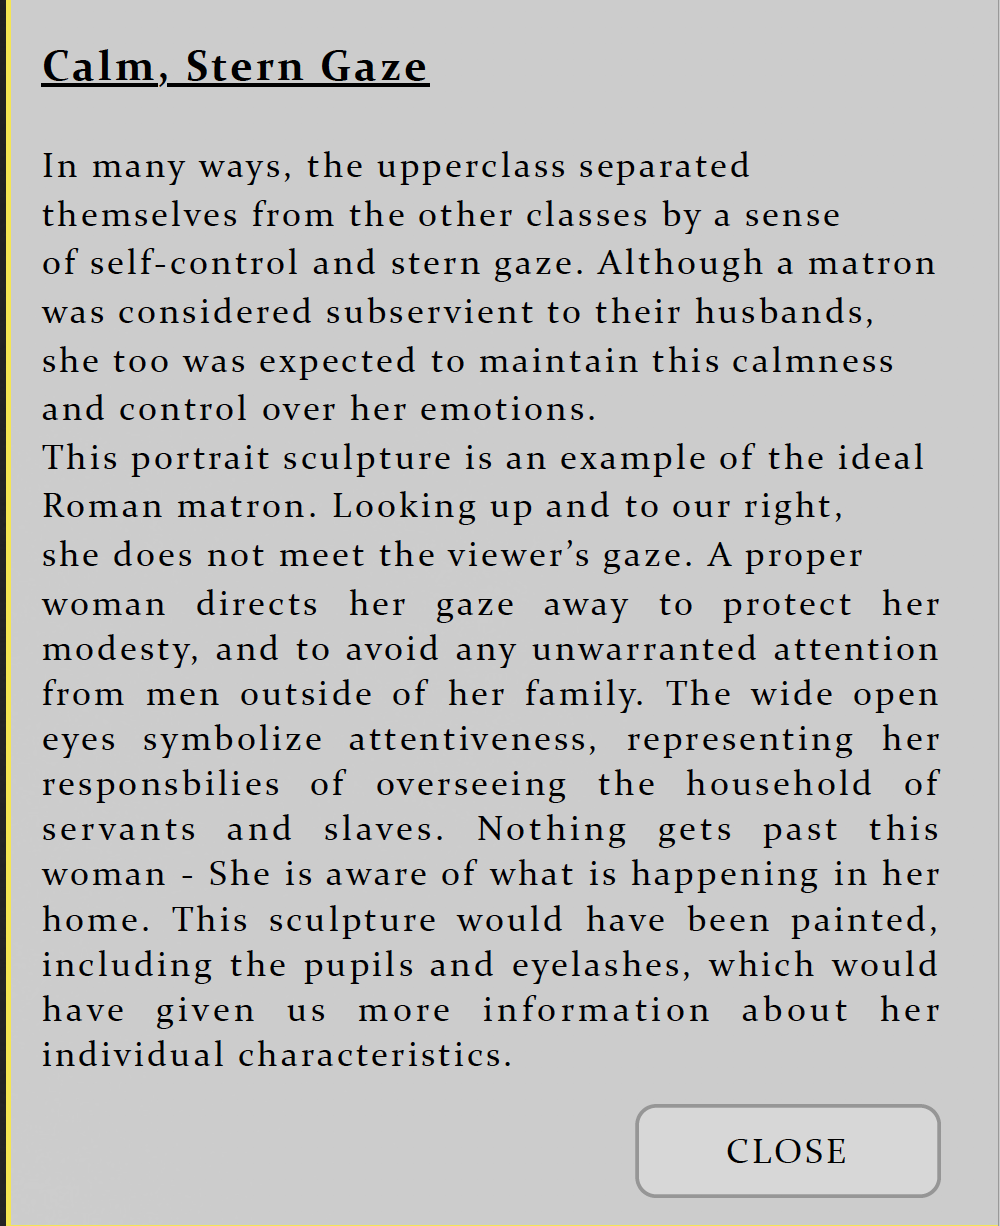 Calm, Stern Gaze
In many ways, the upperclass separated
themselves from the other classes by a sense
of self-control and stern gaze. Although a matron
was considered subservient to their husbands,
she too was expected to maintain this calmness
and control over her emotions.
This portrait sculpture is an example of the ideal
Roman matron. Looking up and to our right,
she does not meet the viewer’s gaze. A proper
woman directs her gaze away to protect her
modesty, and to avoid any unwarranted attention
from men outside of her family. The wide open
eyes symbolize attentiveness, representing her
responsbilies of overseeing the household of
servants and slaves. Nothing gets past this
woman - She is aware of what is happening in her
home. This sculpture would have been painted,
including the pupils and eyelashes, which would
have given us more information about her
individual characteristics.
CLOSE